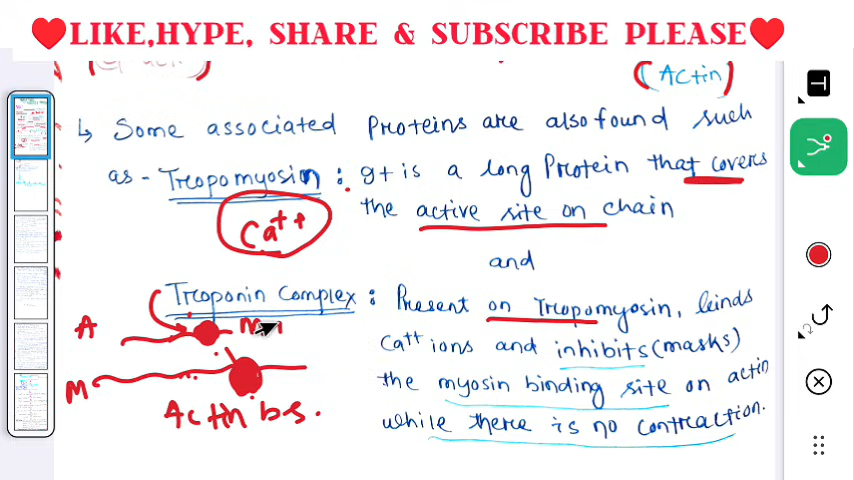 ❤️LIKE,HYPE, SHARE & SUBSCRIBE PLEASE❤️
(Actin)
↳ Some associated Proteins are also found such
as - Tropomyosin : It is a long Protein that covers
the active site on chain
Ca++
and
Troponin Complex : Present on Tropomyosin, binds
Ca++ ions and inhibits (masks)
the myosin binding site on actin
while there is no contraction.
A
M
Actin b.s.
T